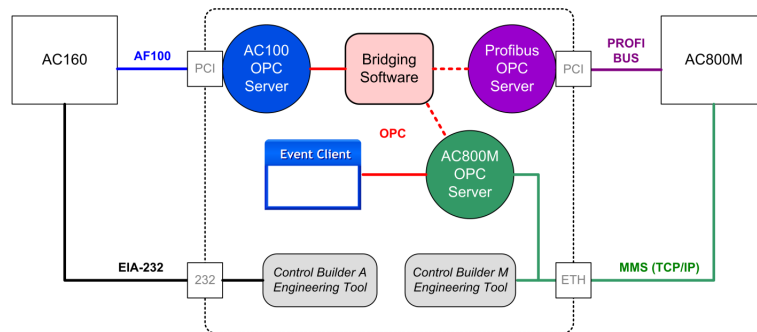 AC160
AF100
PCI
AC100
OPC
Server
Bridging
Software
Profibus
OPC
Server
PCI
PROFI
BUS
AC800M
OPC
Event Client
AC800M
OPC
Server
EIA-232
232
Control Builder A
Engineering Tool
Control Builder M
Engineering Tool
ETH
MMS (TCP/IP)